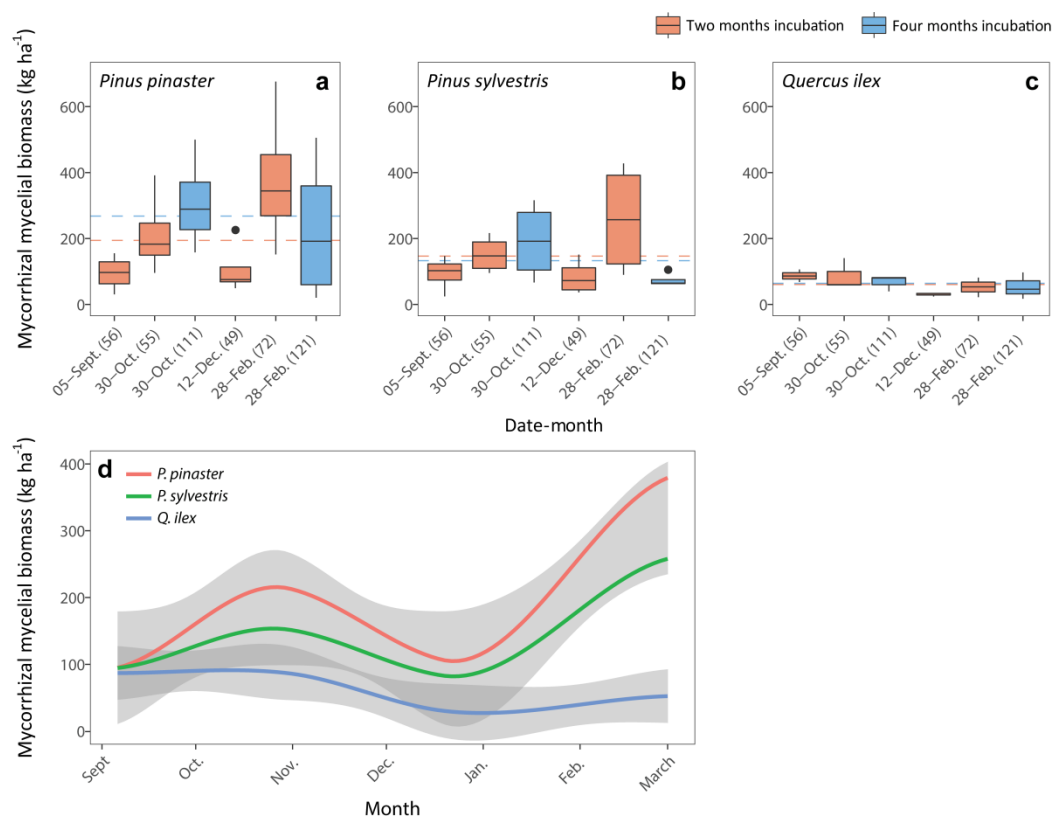 Two months incubation Four months incubation
Mycorrhizal mycelial biomass (kg ha⁻¹)
Pinus pinaster a
600
400
200
0
05–Sept. (56)
30–Oct. (55)
30–Oct. (111)
12–Dec. (49)
28–Feb. (72)
28–Feb. (121)
Pinus sylvestris b
600
400
200
0
05–Sept. (56)
30–Oct. (55)
30–Oct. (111)
12–Dec. (49)
28–Feb. (72)
28–Feb. (121)
Quercus ilex c
600
400
200
0
05–Sept. (56)
30–Oct. (55)
30–Oct. (111)
12–Dec. (49)
28–Feb. (72)
28–Feb. (121)
Date-month
Mycorrhizal mycelial biomass (kg ha⁻¹)
d
P. pinaster
P. sylvestris
Q. ilex
400
300
200
100
0
Sept
Oct.
Nov.
Dec.
Jan.
Feb.
March
Month